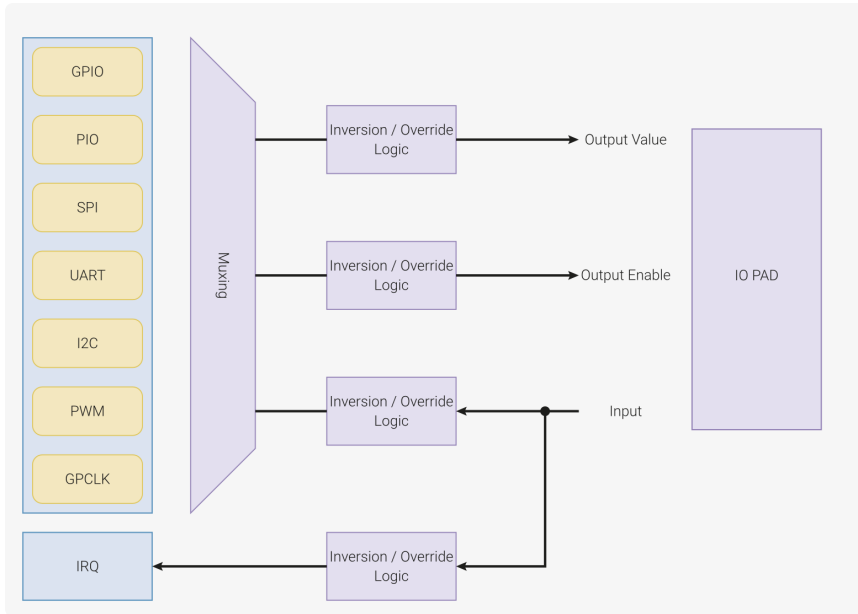 GPIO
PIO
SPI
UART
I2C
PWM
GPCLK
IRQ
Muxing
Inversion / Override
Logic
Output Value
Inversion / Override
Logic
Output Enable
Inversion / Override
Logic
Input
Inversion / Override
Logic
IO PAD